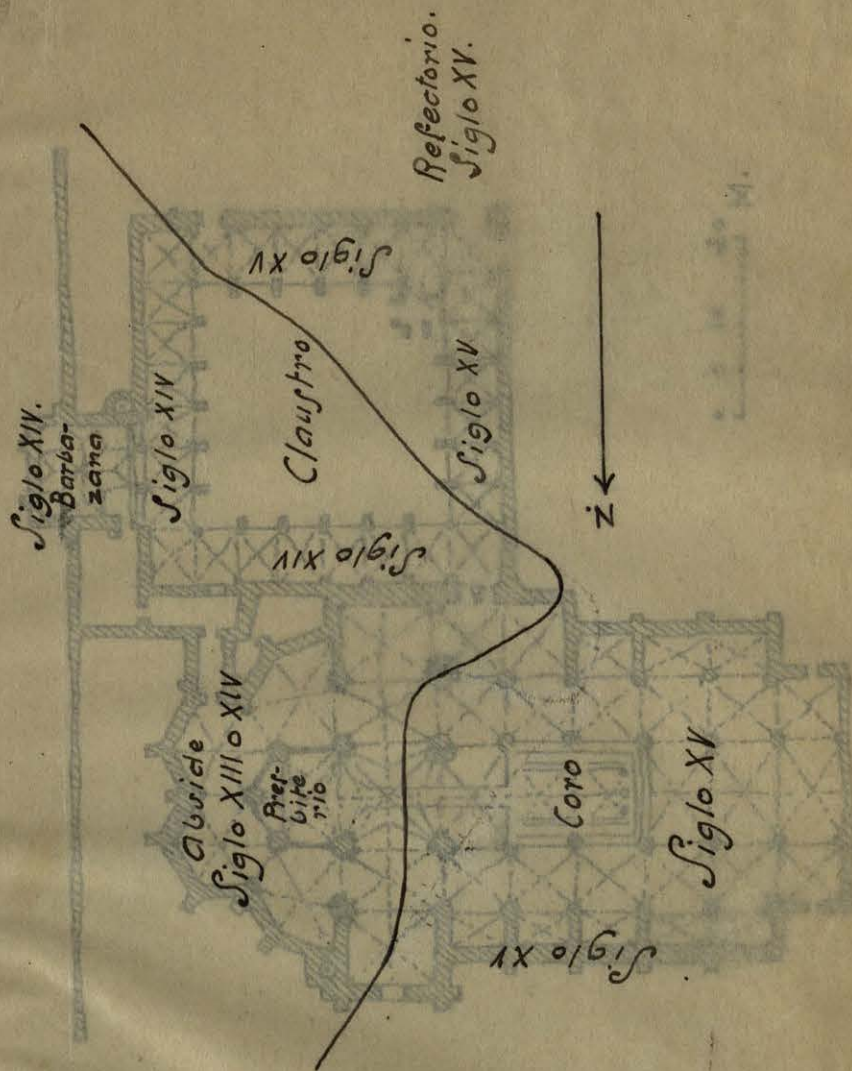 Siglo XIV.
Barba-
zana
Siglo XIV
Claustro
Siglo XV
Siglo XV
Siglo XIV
Refectorio.
Siglo XV.
N.
Abside
Siglo XIII o XIV
Pres-
bite
rio
Coro
Siglo XV
Siglo XV